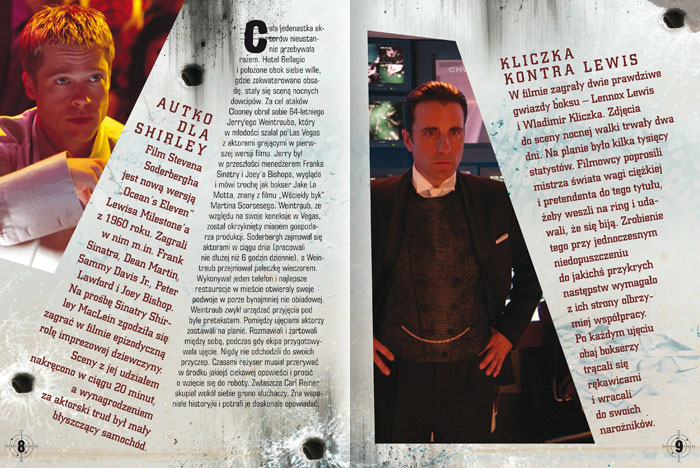 AUTKO
DLA
SHIRLEY
Film Stevena
Soderbergha
jest nową wersją
„Ocean's Eleven”
Lewisa Milestone'a
z 1960 roku. Zagrali
w nim m.in. Frank
Sinatra, Dean Martin,
Sammy Davis Jr., Peter
Lawford i Joey Bishop.
Na prośbę Sinatry Shir-
ley MacLein zgodziła się
zagrać w filmie epizodyczną
rolę imprezowej dziewczyny.
Sceny z jej udziałem
nakręcono w ciągu 20 minut,
a wynagrodzeniem
za aktorski trud był mały
błyszczący samochód.
Cała jedenastka ak-
torów nieustan-
nie przebywała
razem. Hotel Bellagio
i położone obok siebie wille,
gdzie zakwaterowano obsa-
dę, stały się sceną nocnych
dowcipów. Za cel ataków
Clooney obrał sobie 64-letniego
Jerry'ego Weintrauba, który
w młodości szalał po Las Vegas
z aktorami grającymi w pierw-
szej wersji filmu. Jerry był
w przeszłości menedżerem Franka
Sinatry i Joey'a Bishopa, wygląda
i mówi trochę jak bokser Jake La
Motta, znany z filmu „Wściekły byk”
Martina Scorsesego. Weintraub, ze
względu na swoje koneksje w Vegas,
został okrzyknięty mianem gospoda-
rza produkcji. Soderbergh zajmował się
aktorami w ciągu dnia (pracowali
nie dłużej niż 6 godzin dziennie), a Wein-
traub przejmował pałeczkę wieczorem.
Wykonywał jeden telefon i najlepsze
restauracje w mieście otwierały swoje
podwoje w porze bynajmniej nie obiadowej.
Weintraub zwykł urządzać przyjęcia pod
byle pretekstem. Pomiędzy ujęciami aktorzy
zostawali na planie. Rozmawiali i żartowali
między sobą, podczas gdy ekipa przygotowy-
wała ujęcie. Nigdy nie odchodzili do swoich
przyczep. Czasami reżyser musiał przerywać
w środku jakiejś ciekawej opowieści i prosić
o wzięcie się do roboty. Zwłaszcza Carl Reiner
skupiał wokół siebie grono słuchaczy. Zna wspa-
niałe historyjki i potrafi je doskonale opowiadać.
8
KLICZKA
KONTRA LEWIS
W filmie zagrały dwie prawdziwe
gwiazdy boksu – Lennox Lewis
i Wladimir Kliczka. Zdjęcia
do sceny nocnej walki trwały dwa
dni. Na planie było kilka tysięcy
statystów. Filmowcy poprosili
mistrza świata wagi ciężkiej
i pretendenta do tego tytułu,
żeby weszli na ring i uda-
wali, że się biją. Zrobienie
tego przy jednoczesnym
niedopuszczeniu
do jakichś przykrych
następstw wymagało
z ich strony olbrzy-
miej współpracy.
Po każdym ujęciu
obaj bokserzy
trącali się
rękawicami
i wracali
do swoich
narożników.
9